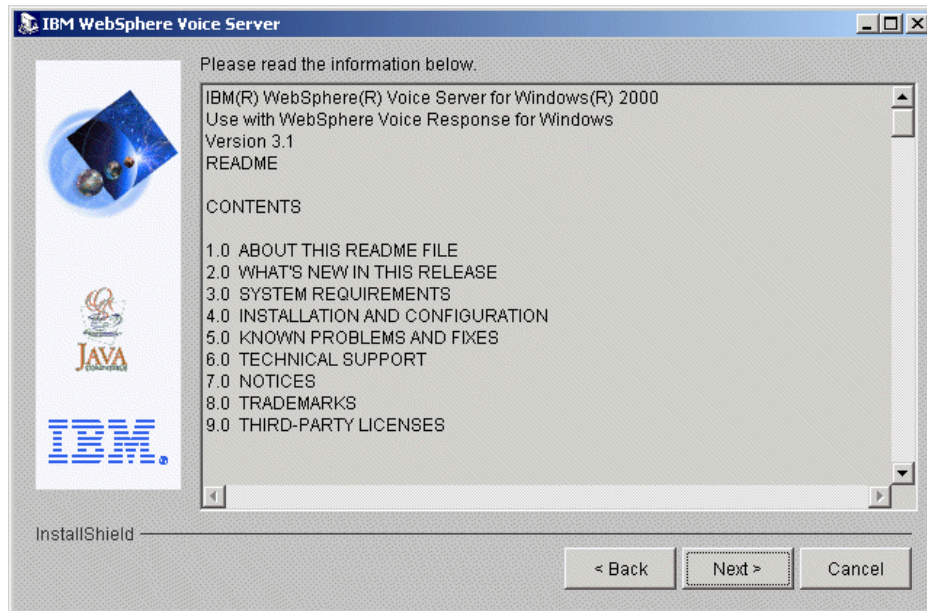 IBM WebSphere Voice Server
Please read the information below.
IBM(R) WebSphere(R) Voice Server for Windows(R) 2000
Use with WebSphere Voice Response for Windows
Version 3.1
README
CONTENTS
1.0 ABOUT THIS README FILE
2.0 WHAT'S NEW IN THIS RELEASE
3.0 SYSTEM REQUIREMENTS
4.0 INSTALLATION AND CONFIGURATION
5.0 KNOWN PROBLEMS AND FIXES
6.0 TECHNICAL SUPPORT
7.0 NOTICES
8.0 TRADEMARKS
9.0 THIRD-PARTY LICENSES
JAVA
COMPATIBLE
IBM.
InstallShield
< Back
Next >
Cancel